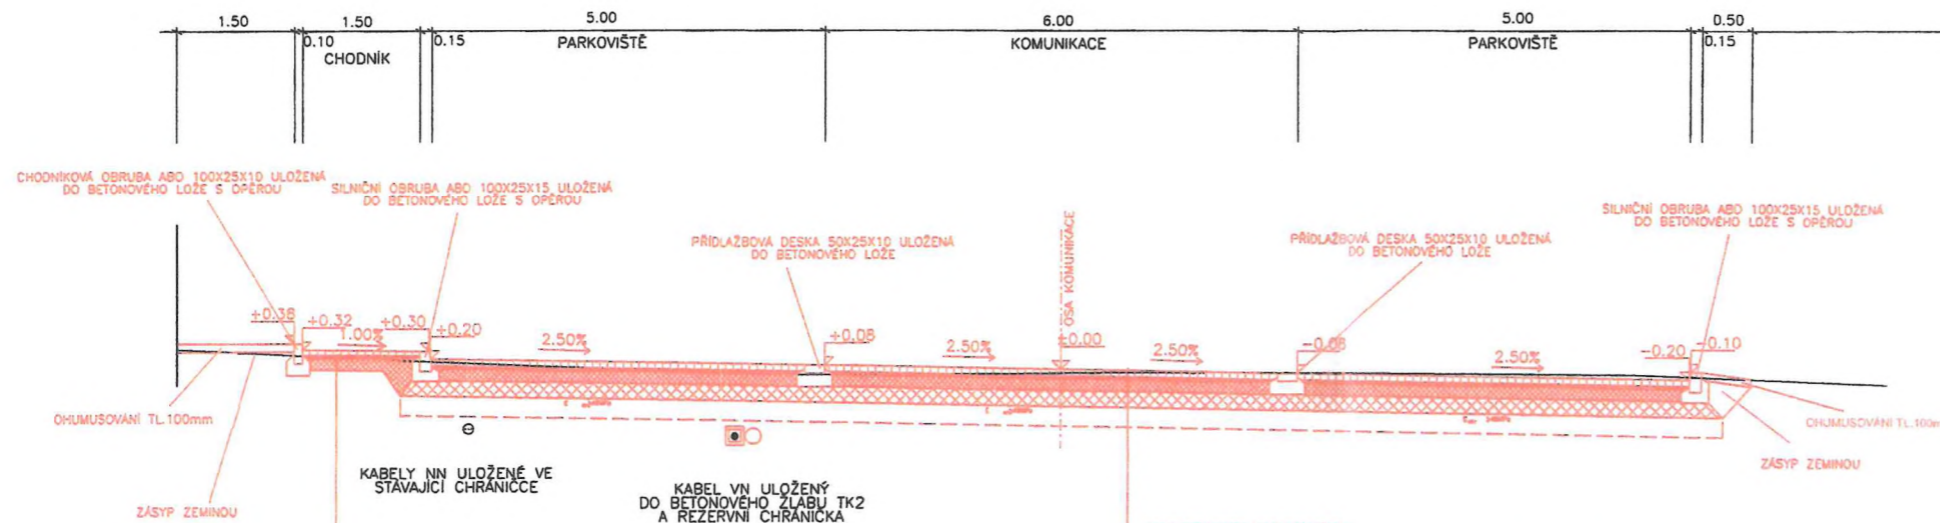 1.50 1.50 5.00 6.00 5.00 0.50
0.10 0.15 0.15
CHODNÍK
PARKOVIŠTĚ
KOMUNIKACE
PARKOVIŠTĚ
CHODNÍKOVÁ OBRUBA ABO 100X25X10 ULOŽENÁ
DO BETONOVÉHO LOŽE S OPĚROU
SILNIČNÍ OBRUBA ABO 100X25X15 ULOŽENÁ
DO BETONOVÉHO LOŽE S OPĚROU
PŘÍDLAŽBOVÁ DESKA 50X25X10 ULOŽENÁ
DO BETONOVÉHO LOŽE
OSA KOMUNIKACE
PŘÍDLAŽBOVÁ DESKA 50X25X10 ULOŽENÁ
DO BETONOVÉHO LOŽE
SILNIČNÍ OBRUBA ABO 100X25X15 ULOŽENÁ
DO BETONOVÉHO LOŽE S OPĚROU
+0.38 +0.32 1.00% +0.30 +0.20 2.50% +0.08 2.50% ±0.00 2.50% -0.08 2.50% -0.20 -0.10
OHUMUSOVÁNÍ TL.100mm
ZÁSYP ZEMINOU
KABELY NN ULOŽENÉ VE
STÁVAJÍCÍ CHRÁNIČCE
KABEL VN ULOŽENÝ
DO BETONOVÉHO ŽLABU TK2
A REZERVNÍ CHRÁNIČKA
OHUMUSOVÁNÍ TL.100m
ZÁSYP ZEMINOU